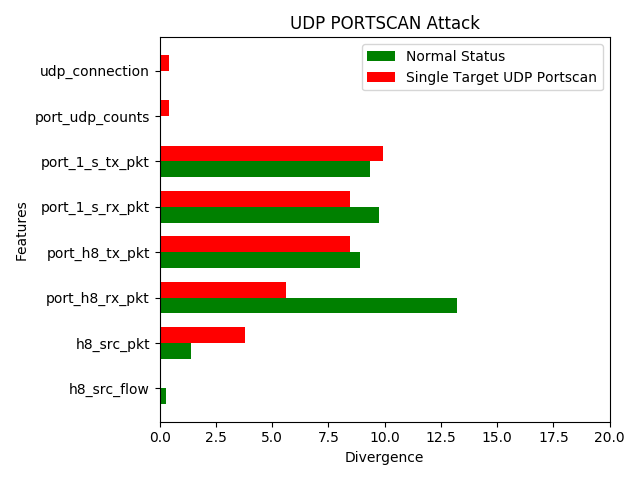 UDP PORTSCAN Attack
Normal Status
Single Target UDP Portscan
udp_connection
port_udp_counts
port_1_s_tx_pkt
port_1_s_rx_pkt
port_h8_tx_pkt
port_h8_rx_pkt
h8_src_pkt
h8_src_flow
Features
0.0 2.5 5.0 7.5 10.0 12.5 15.0 17.5 20.0
Divergence